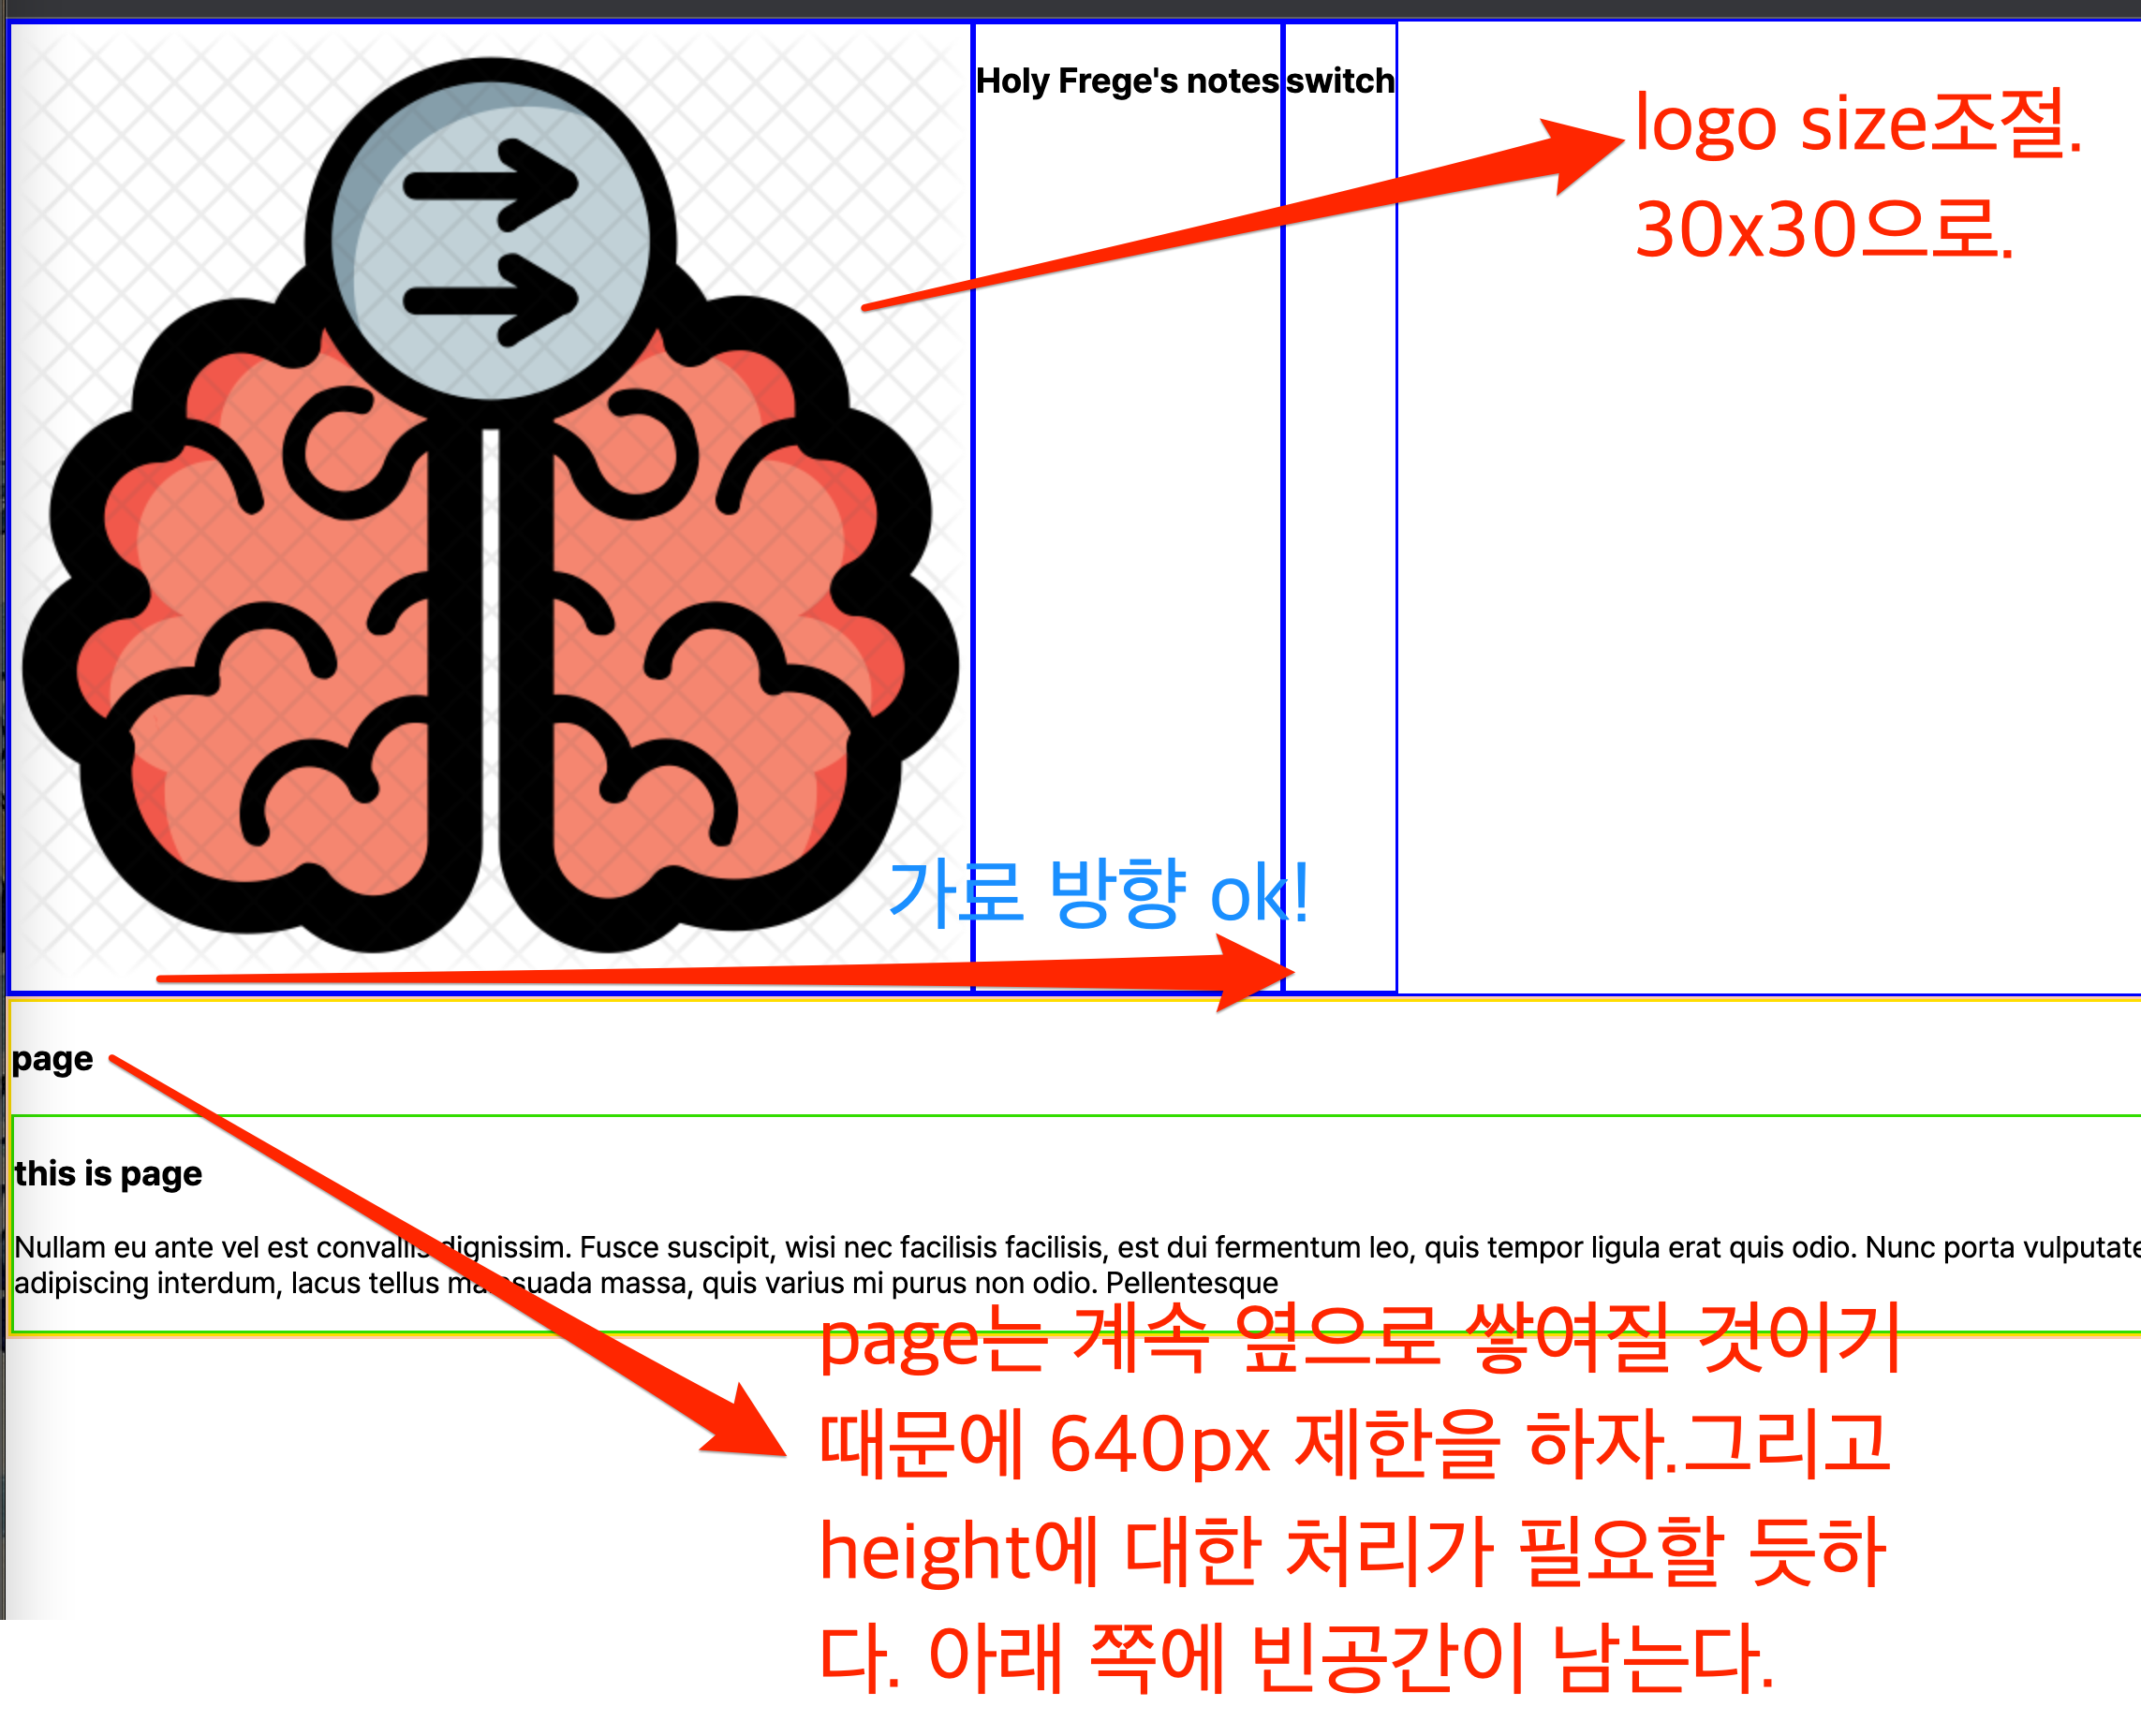 Holy Frege's notes
switch
logo size조절.
30x30으로.
가로 방향 ok!
page
this is page
Nullam eu ante vel est convallis dignissim. Fusce suscipit, wisi nec facilisis facilisis, est dui fermentum leo, quis tempor ligula erat quis odio. Nunc porta vulputate
adipiscing interdum, lacus tellus malesuada massa, quis varius mi purus non odio. Pellentesque
page는 계속 옆으로 쌓여질 것이기
때문에 640px 제한을 하자.그리고
height에 대한 처리가 필요할 듯하
다. 아래 쪽에 빈공간이 남는다.